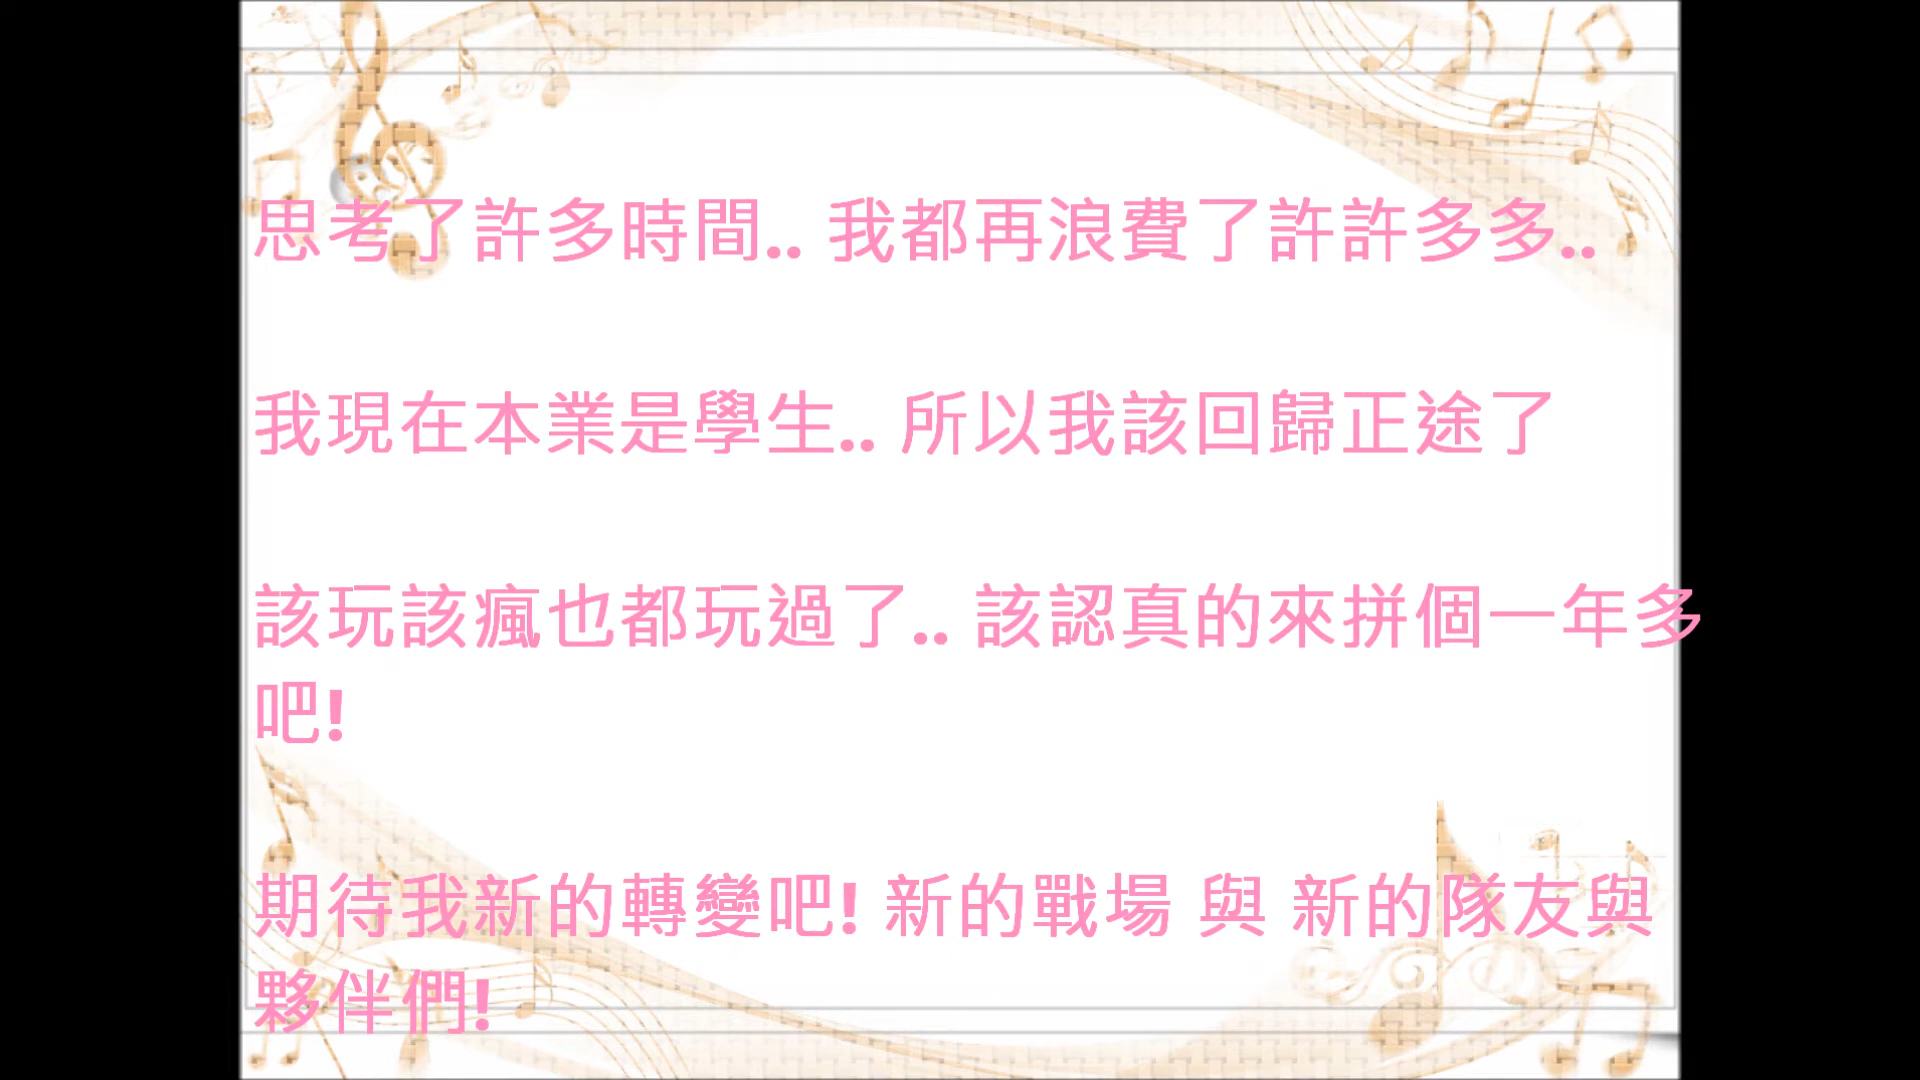 思考了許多時間.. 我都再浪費了許許多多..
我現在本業是學生.. 所以我該回歸正途了
該玩該瘋也都玩過了.. 該認真的來拼個一年多
吧!
期待我新的轉變吧! 新的戰場 與 新的隊友與
夥伴們!